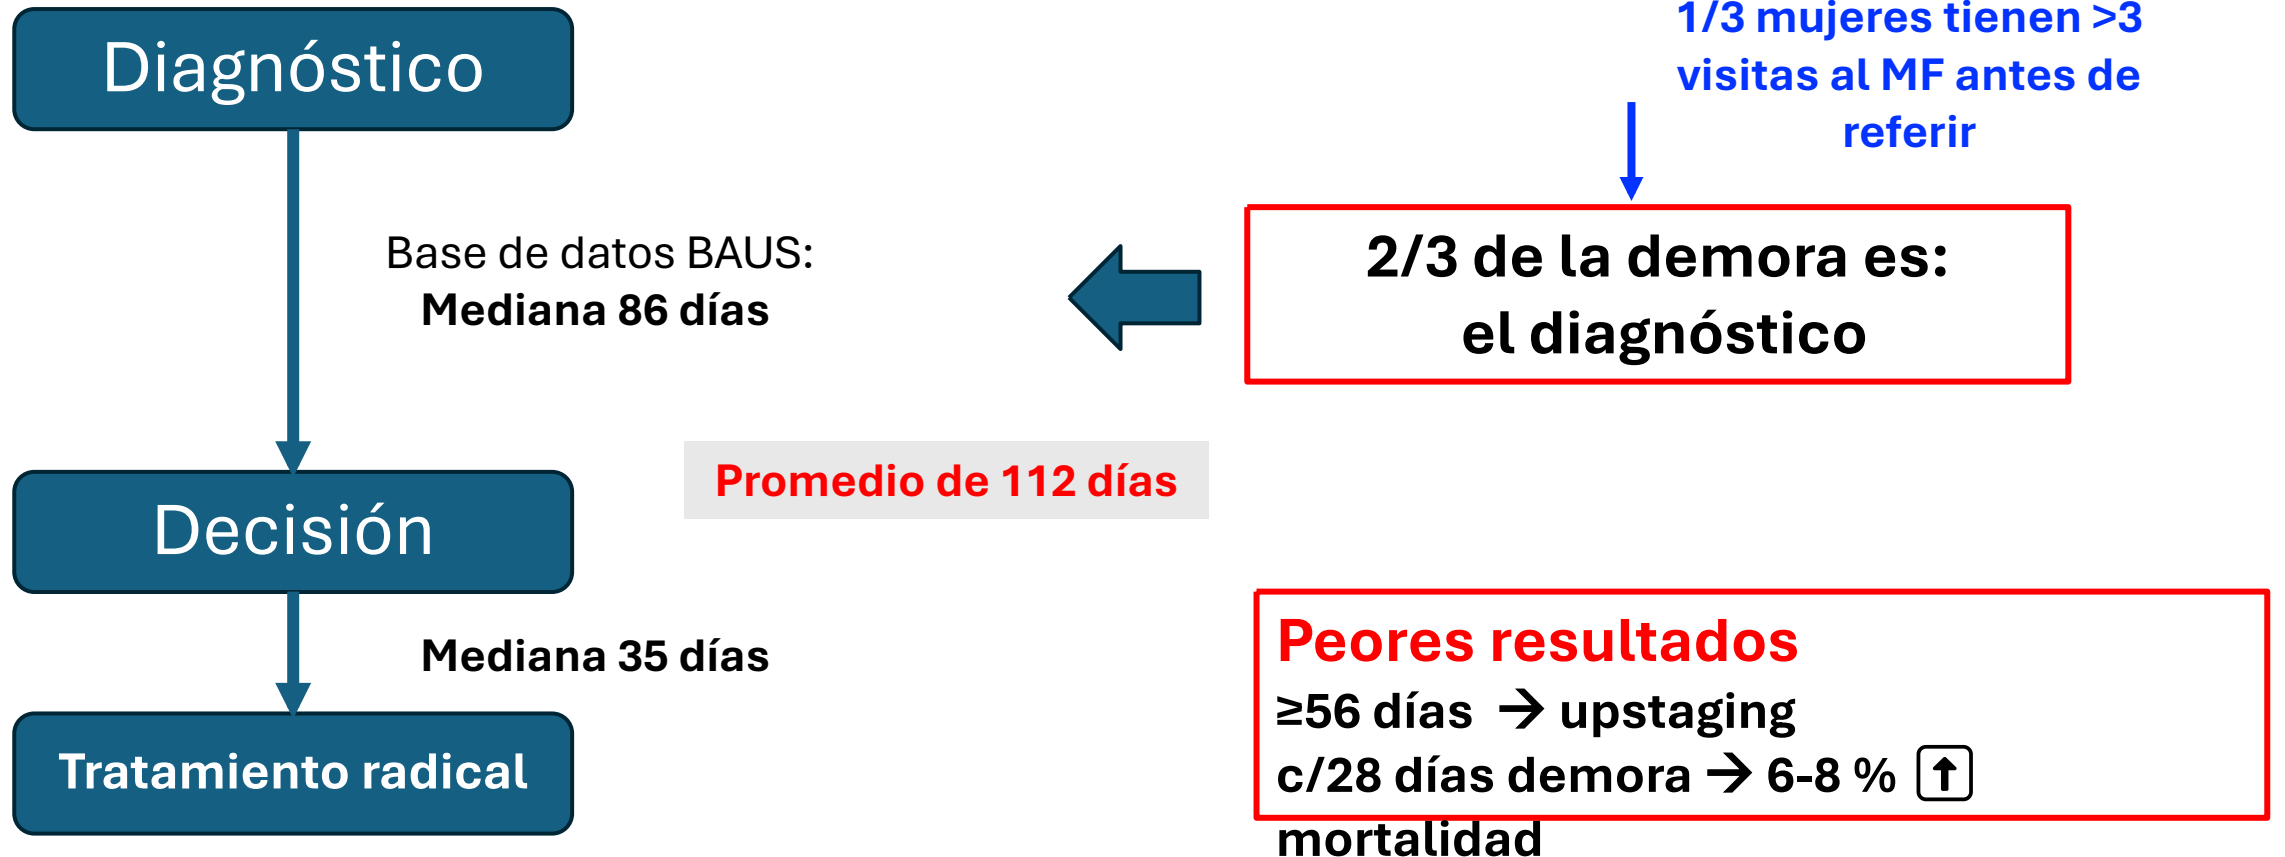 Diagnóstico
1/3 mujeres tienen >3
visitas al MF antes de
referir
Base de datos BAUS:
Mediana 86 días
2/3 de la demora es:
el diagnóstico
Promedio de 112 días
Decisión
Mediana 35 días
Tratamiento radical
Peores resultados
≥56 días → upstaging
c/28 días demora → 6-8 % ↑
mortalidad